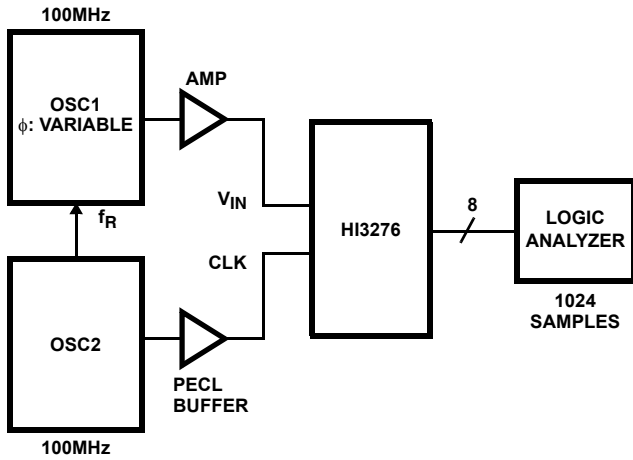 100MHz
OSC1
ϕ: VARIABLE
AMP
fR
VIN
CLK
HI3276
8
LOGIC
ANALYZER
1024
SAMPLES
OSC2
PECL
BUFFER
100MHz